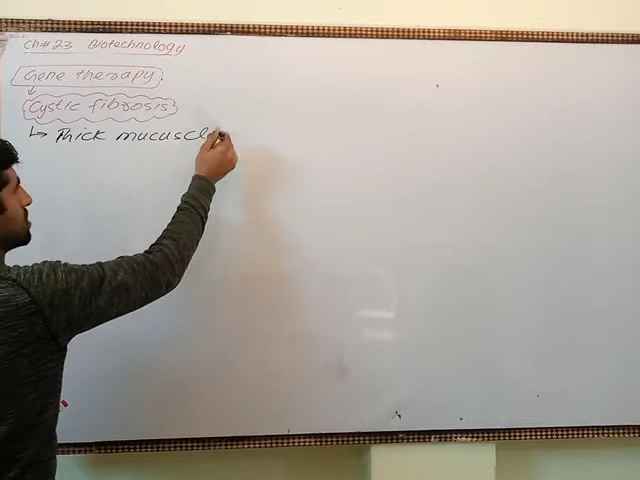 Ch# 23 Biotechnology
Gene therapy.
Cystic fibrosis
↳ Thick mucus